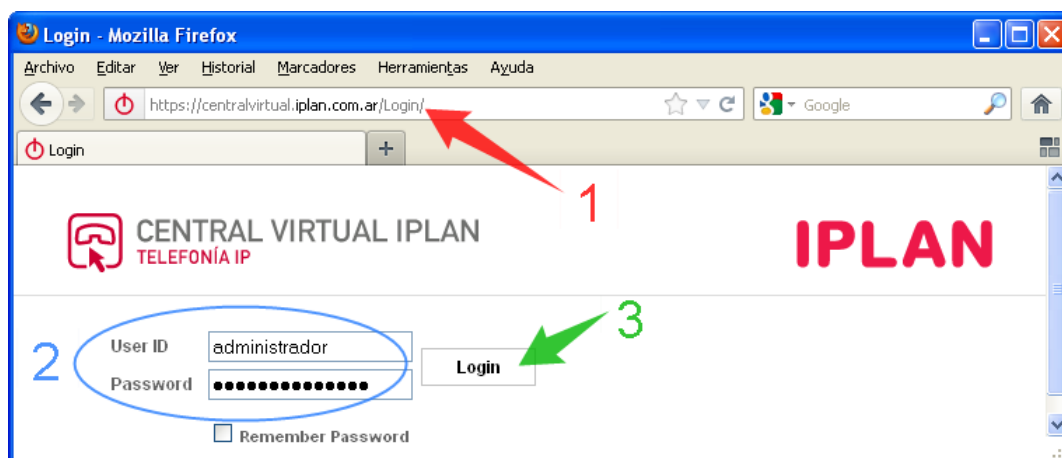 Login - Mozilla Firefox
Archivo Editar Ver Historial Marcadores Herramientas Ayuda
https://centralvirtual.iplan.com.ar/Login/ Google
Login +
1
CENTRAL VIRTUAL IPLAN
TELEFONÍA IP
IPLAN
3
2
User ID administrador
Password ●●●●●●●●●●●●●●
Login
Remember Password